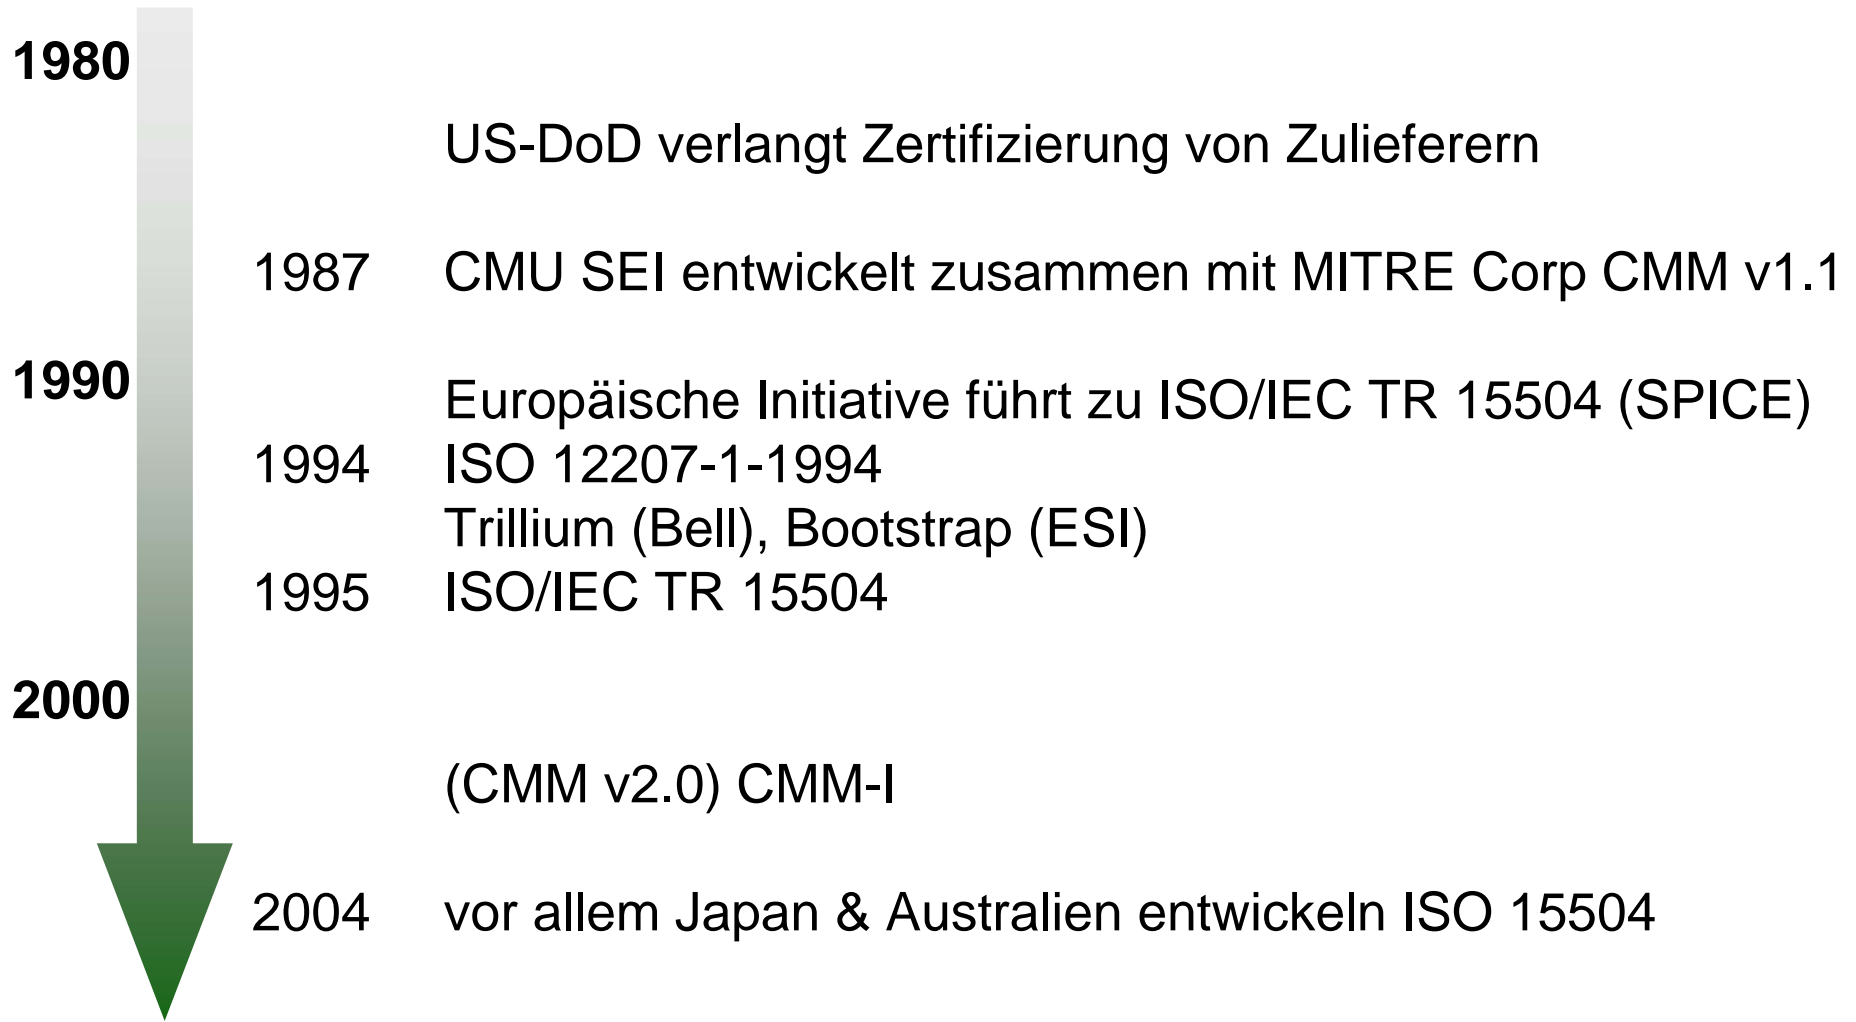 1980
US-DoD verlangt Zertifizierung von Zulieferern
1987 CMU SEI entwickelt zusammen mit MITRE Corp CMM v1.1
1990
Europäische Initiative führt zu ISO/IEC TR 15504 (SPICE)
1994 ISO 12207-1-1994
Trillium (Bell), Bootstrap (ESI)
1995 ISO/IEC TR 15504
2000
(CMM v2.0) CMM-I
2004 vor allem Japan & Australien entwickeln ISO 15504